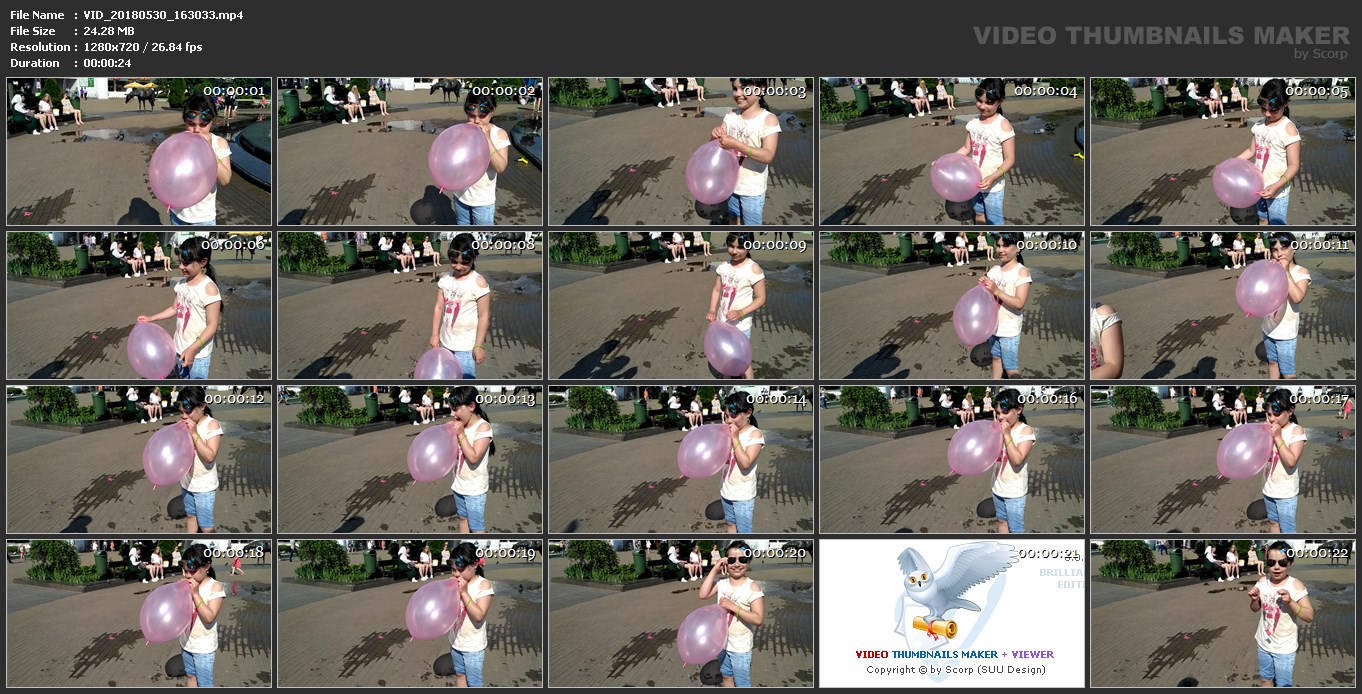 File Name : VID_20180530_163033.mp4
File Size : 24.28 MB
Resolution : 1280x720 / 26.84 fps
Duration : 00:00:24
VIDEO THUMBNAILS MAKER
by Scorp
00:00:01
00:00:02
00:00:03
00:00:04
00:00:05
00:00:06
00:00:08
00:00:09
00:00:10
00:00:11
00:00:12
00:00:13
00:00:14
00:00:16
00:00:17
00:00:18
00:00:19
00:00:20
00:00:21
BRILLIA
EDIT
VIDEO THUMBNAILS MAKER + VIEWER
Copyright © by Scorp (SUU Design)
00:00:22